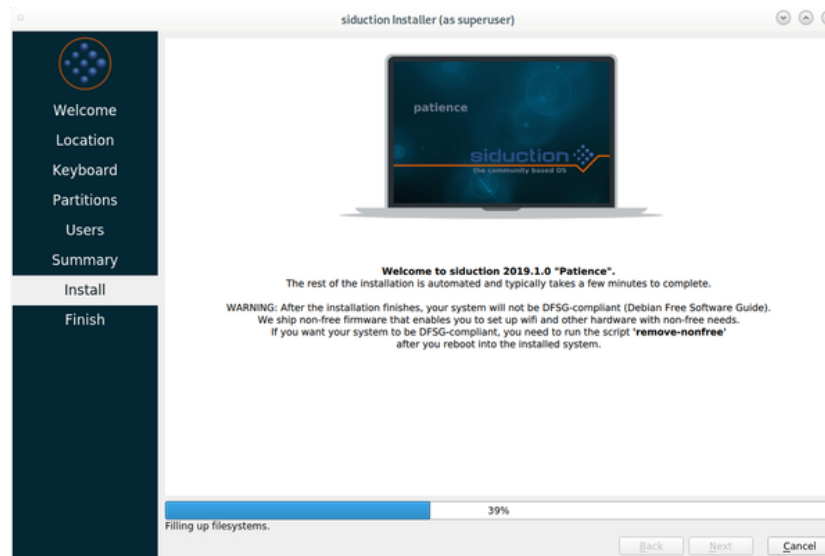 siduction Installer (as superuser)
Welcome
Location
Keyboard
Partitions
Users
Summary
Install
Finish
patience
siduction
the community based OS
Welcome to siduction 2019.1.0 "Patience".
The rest of the installation is automated and typically takes a few minutes to complete.
WARNING: After the installation finishes, your system will not be DFSG-compliant (Debian Free Software Guide).
We ship non-free firmware that enables you to set up wifi and other hardware with non-free needs.
If you want your system to be DFSG-compliant, you need to run the script 'remove-nonfree'
after you reboot into the installed system.
39%
Filling up filesystems.
Back
Next
Cancel